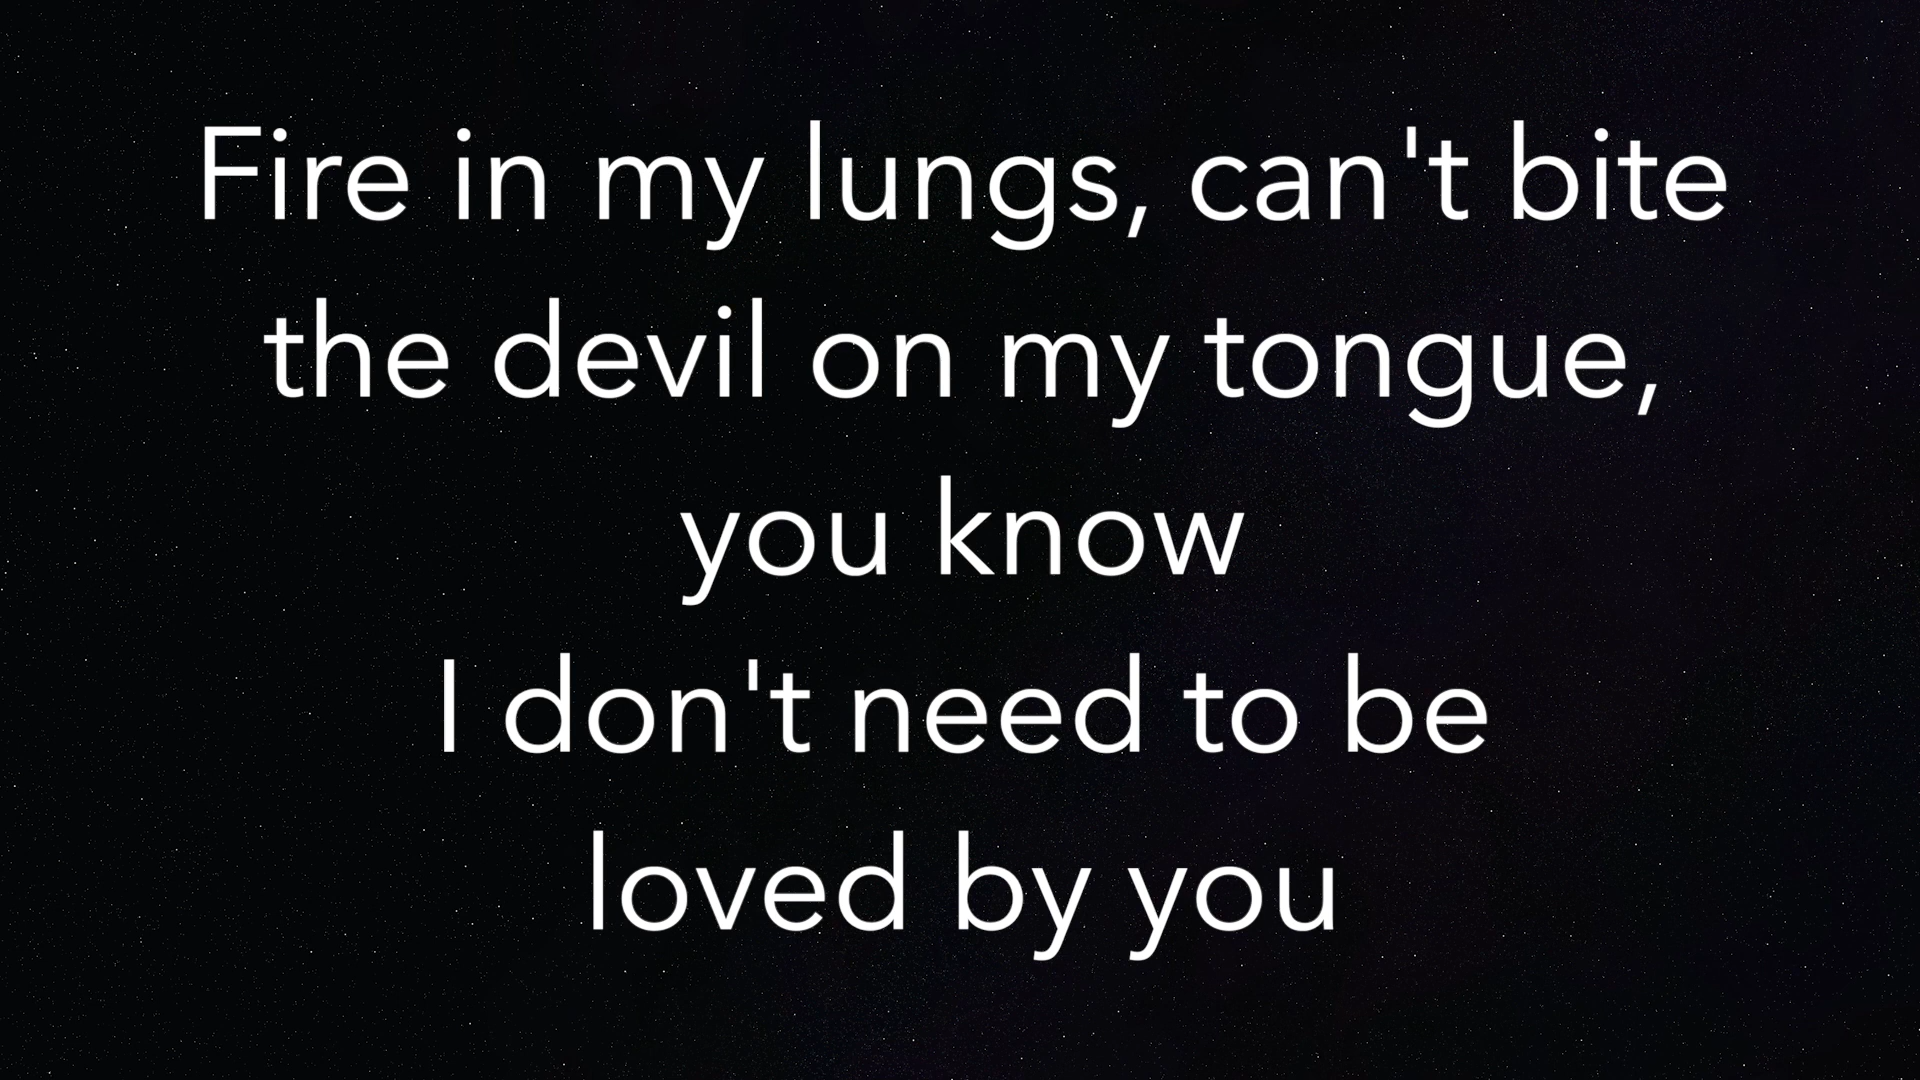 Fire in my lungs, can't bite
the devil on my tongue,
you know
I don't need to be
loved by you